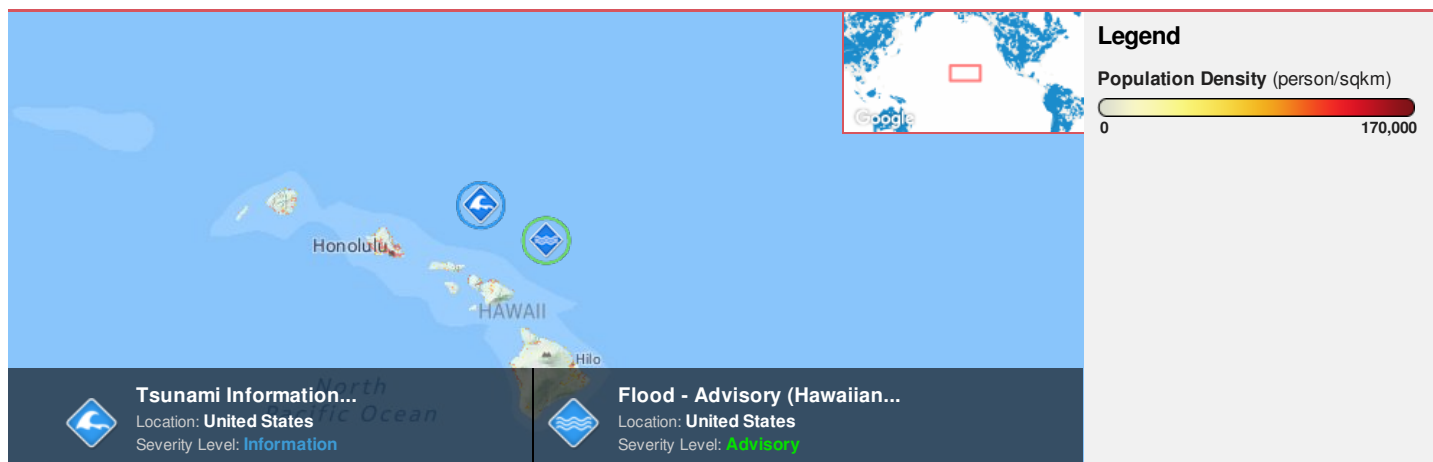 Google
Legend
Population Density (person/sqkm)
0
170,000
Honolulu
HAWAII
Hilo
North
Pacific Ocean
Tsunami Information...
Location: United States
Severity Level: Information
Flood - Advisory (Hawaiian...
Location: United States
Severity Level: Advisory